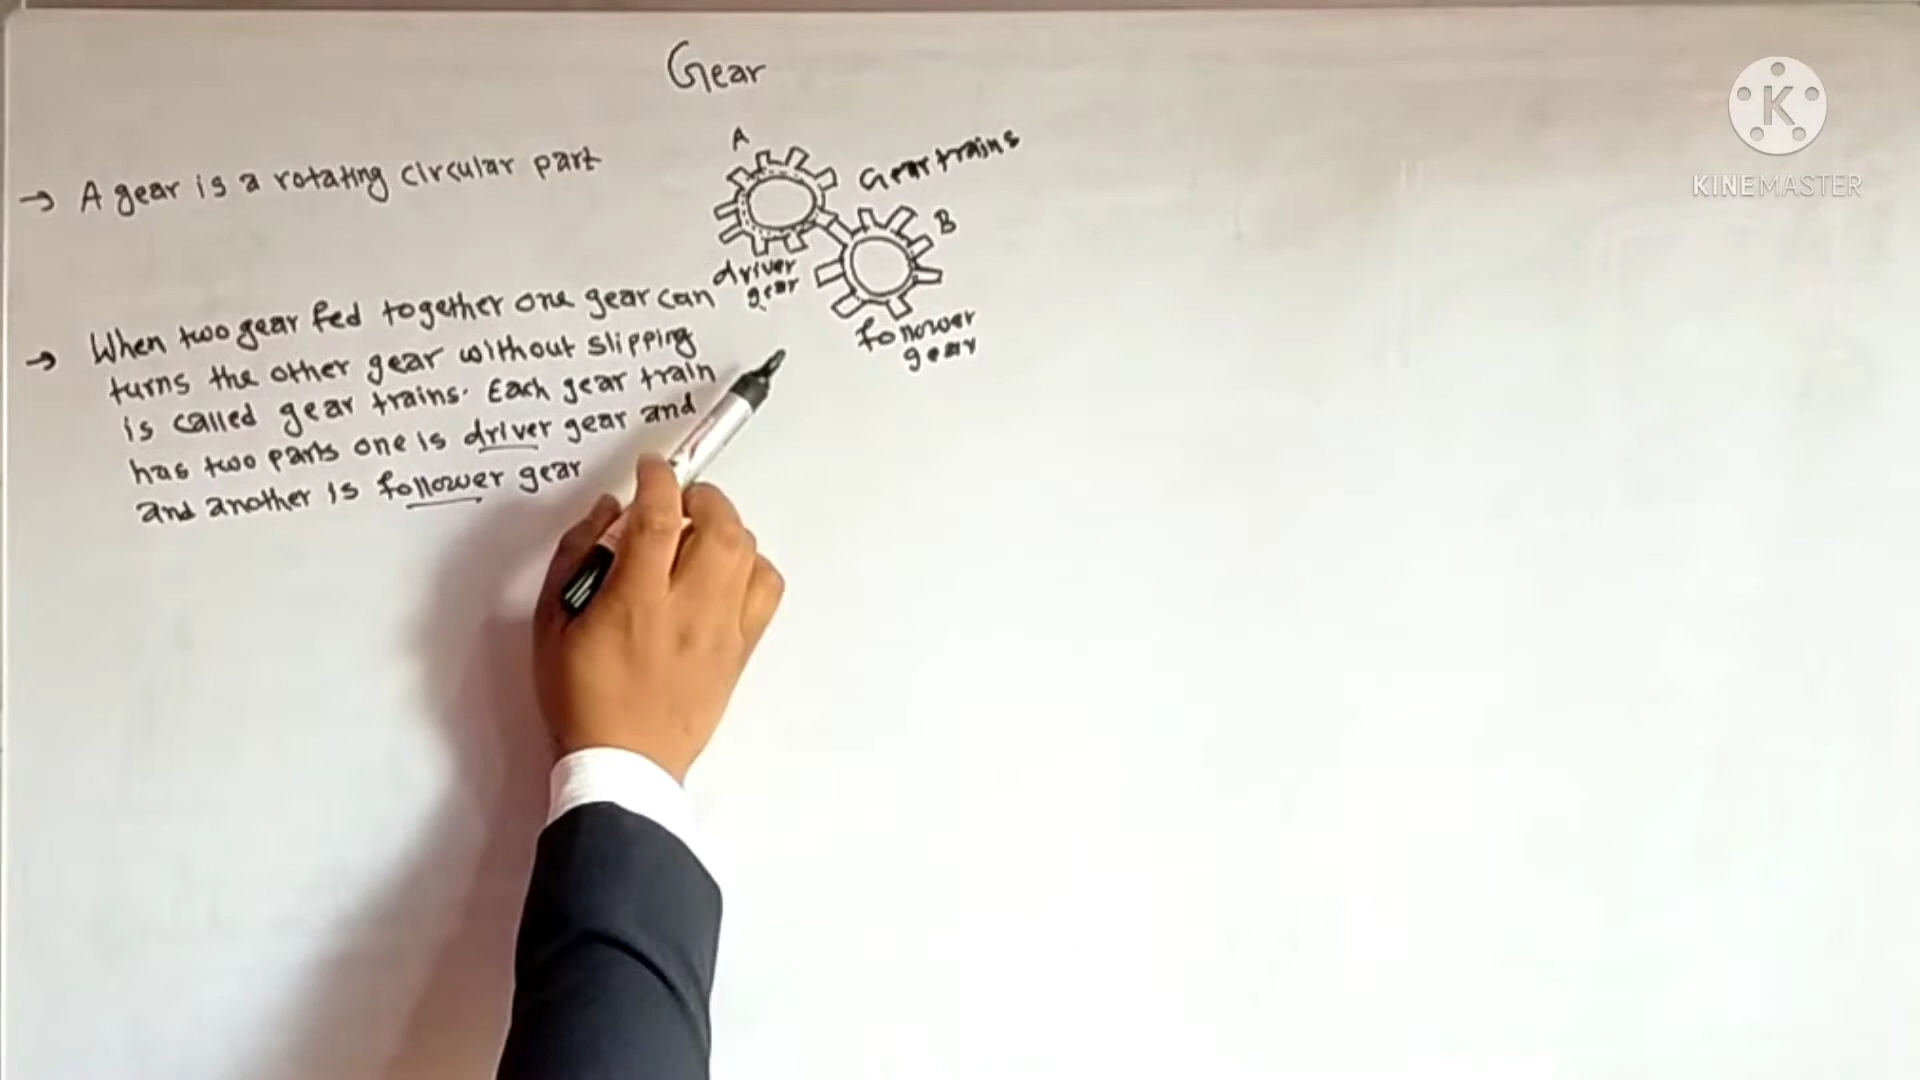 Gear
→ A gear is a rotating circular part
A
Gear trains
B
driver
gear
follower
gear
→ When two gear fed together one gear can
turns the other gear without slipping
is called gear trains. Each gear train
has two parts one is driver gear and
and another is follower gear
K
KINEMASTER